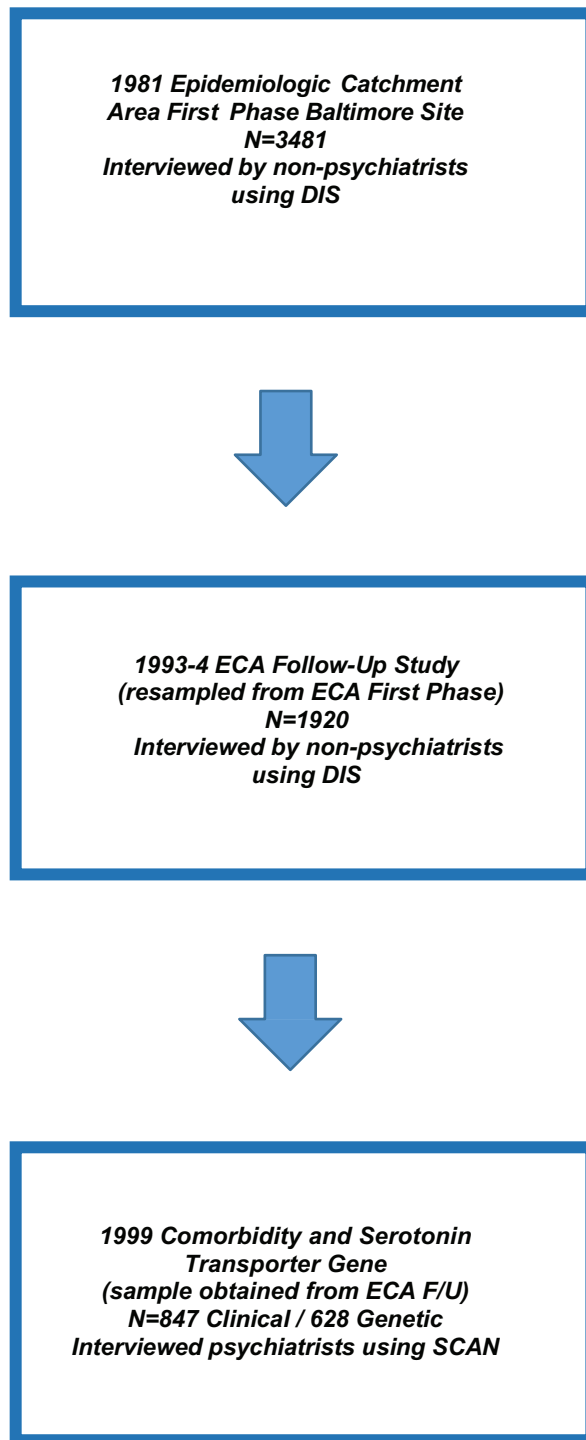 1981 Epidemiologic Catchment
Area First Phase Baltimore Site
N=3481
Interviewed by non-psychiatrists
using DIS
1993-4 ECA Follow-Up Study
(resampled from ECA First Phase)
N=1920
Interviewed by non-psychiatrists
using DIS
1999 Comorbidity and Serotonin
Transporter Gene
(sample obtained from ECA F/U)
N=847 Clinical / 628 Genetic
Interviewed psychiatrists using SCAN